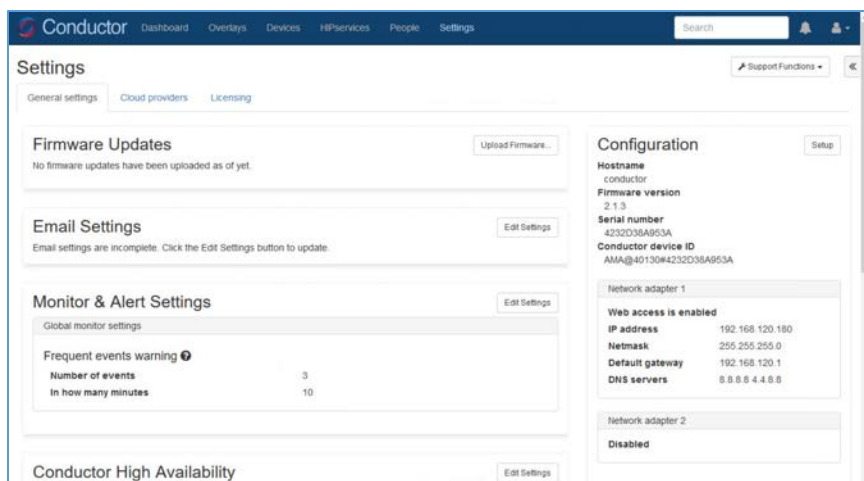 Conductor Dashboard Overlays Devices HIPservices People Settings Search
Settings
Support Functions
General settings Cloud providers Licensing
Firmware Updates
Upload Firmware...
No firmware updates have been uploaded as of yet.
Email Settings
Edit Settings
Email settings are incomplete. Click the Edit Settings button to update.
Monitor & Alert Settings
Edit Settings
Global monitor settings
Frequent events warning
Number of events 3
In how many minutes 10
Conductor High Availability
Edit Settings
Configuration
Setup
Hostname
conductor
Firmware version
2.1.3
Serial number
4232D38A953A
Conductor device ID
AMA@40130#4232D38A953A
Network adapter 1
Web access is enabled
IP address 192.168.120.180
Netmask 255.255.255.0
Default gateway 192.168.120.1
DNS servers 8.8.8.8 4.4.8.8
Network adapter 2
Disabled